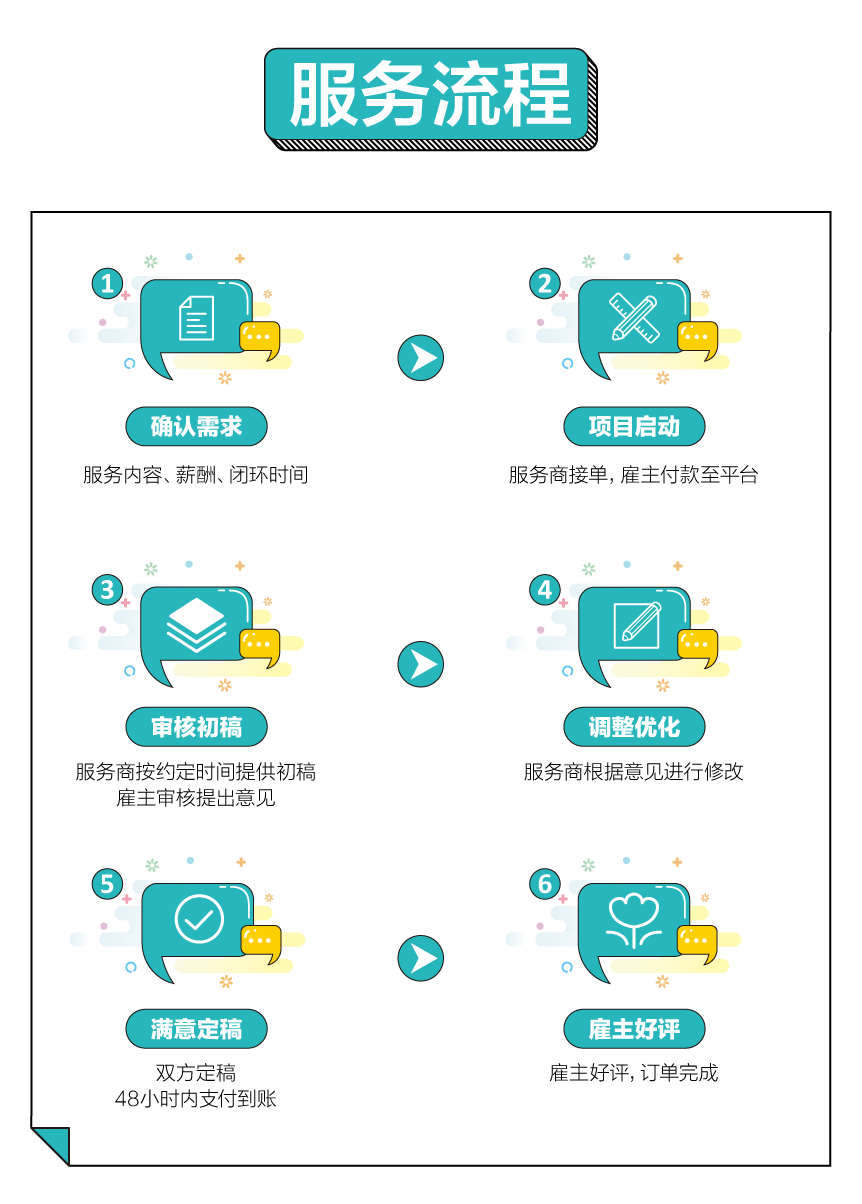 服务流程
1
确认需求
服务内容、薪酬、闭环时间
2
项目启动
服务商接单，雇主付款至平台
3
审核初稿
服务商按约定时间提供初稿
雇主审核提出意见
4
调整优化
服务商根据意见进行修改
5
满意定稿
双方定稿
48小时内支付到账
6
雇主好评
雇主好评，订单完成